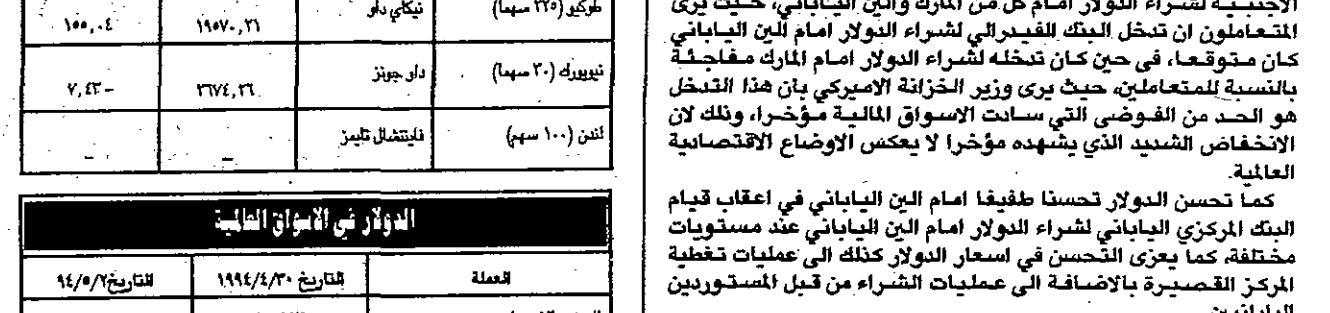 الاجنبية لشراء الدولار امام كل من المارك والين الياباني، حيث يرى
المتعاملون ان تدخل البنك الفيدرالي لشراء الدولار امام الين الياباني
كان متوقعا، فى حين كان تدخله لشراء الدولار امام المارك مفاجئة
بالنسبة للمتعاملين، حيث يرى وزير الخزانة الاميركي بأن هذا التدخل
هو الحد من الفوضى التي سادت الاسواق المالية مؤخرا، وذلك لان
الانخفاض الشديد الذي يشهده مؤخرا لا يعكس الاوضاع الاقتصادية
العالمية.
كما تحسن الدولار تحسنا طفيفا امام الين الياباني في اعقاب قيام
البنك المركزي الياباني لشراء الدولار امام الين الياباني عند مستويات
مختلفة، كما يعزى التحسن في اسعار الدولار كذلك الى عمليات تغطية
المركز القصيرة بالاضافة الى عمليات الشراء من قبل المستوردين
اليابانيين
طوكيو (٢٢٥ سهما) نيكاي داو ١٩٥٧٠,٢١ ١٥٥,٠٤
نيويورك (٣٠ سهما) داو جونز ٣٦٧٤,٢٦ -٧,٤٣
لندن (١٠٠ سهم) فاينتشال تايمز – –
الدولار في الاسواق العالمية
العملة التاريخ ١٩٩٤/٤/٣٠ التاريخ ٩٤/٥/٢